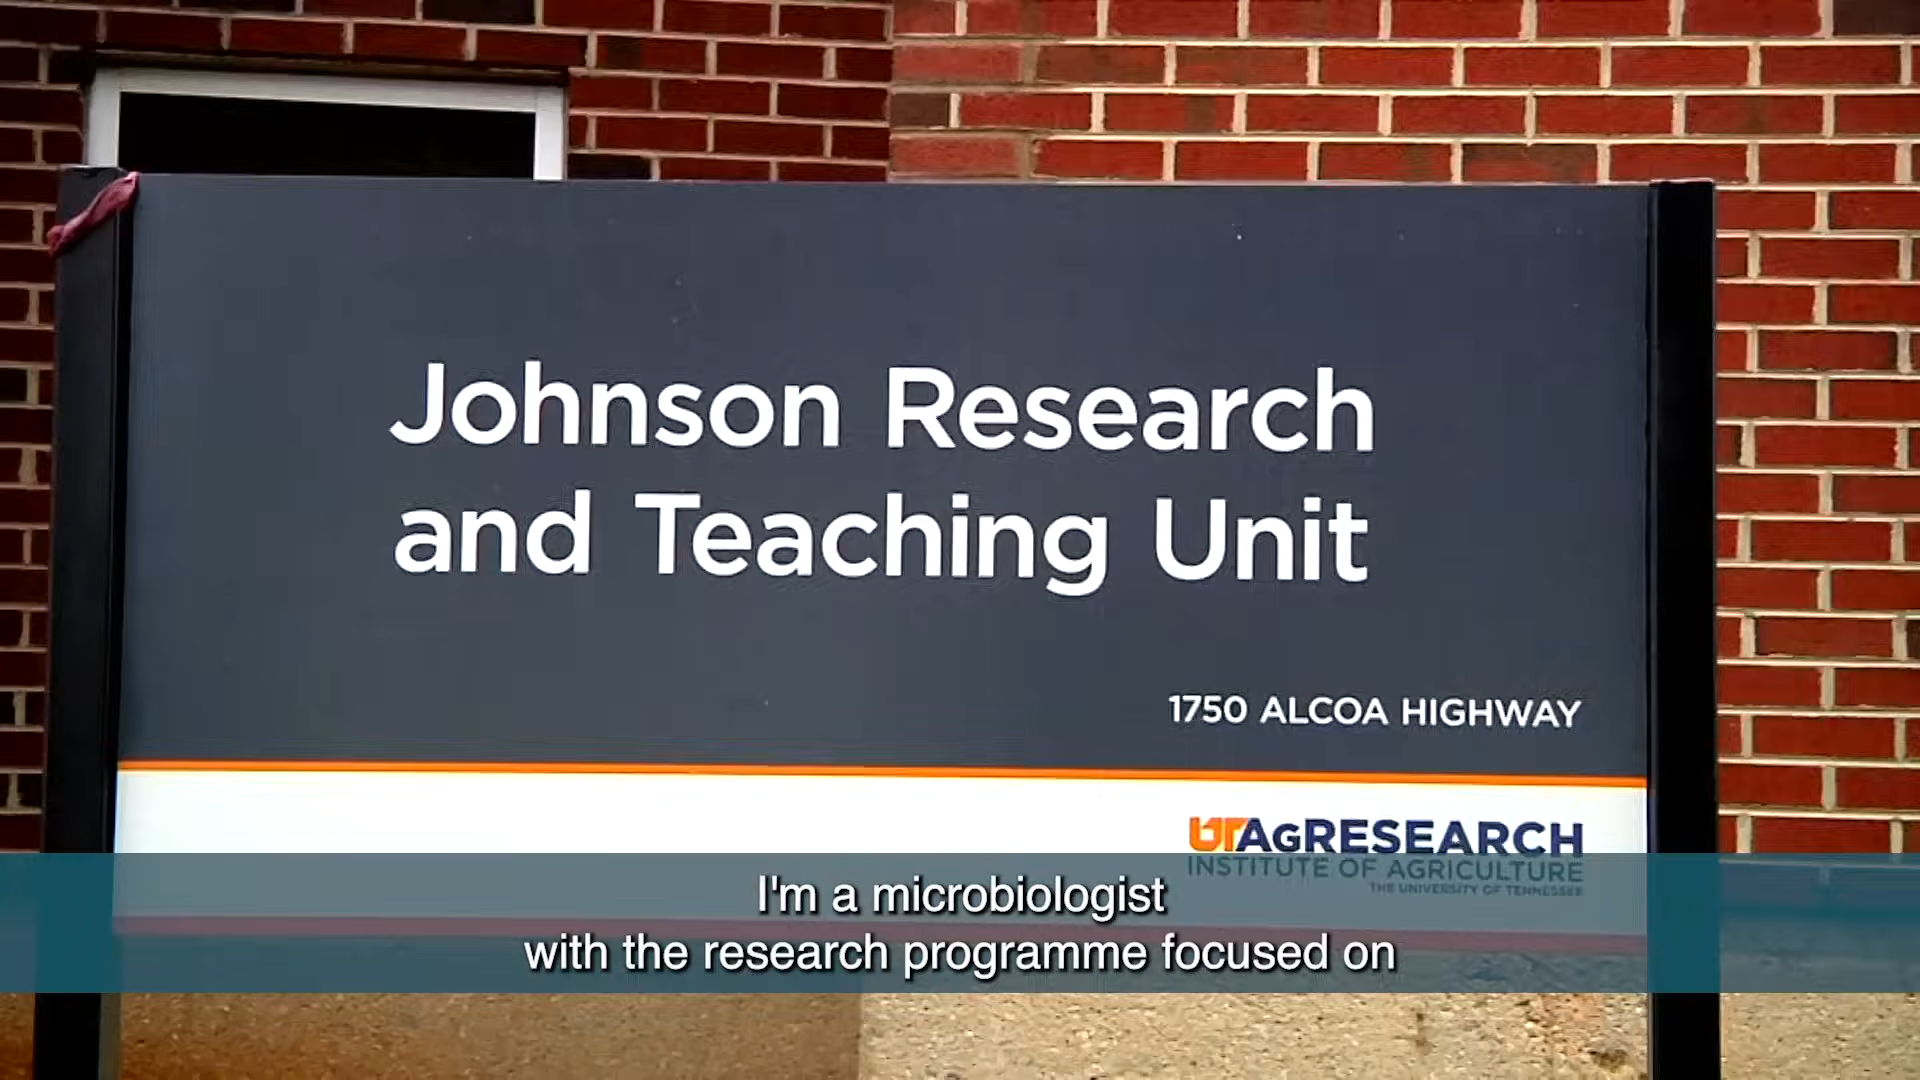 Johnson Research
and Teaching Unit
1750 ALCOA HIGHWAY
UTAGRESEARCH
INSTITUTE OF AGRICULTURE
THE UNIVERSITY OF TENNESSEE
I'm a microbiologist
with the research programme focused on